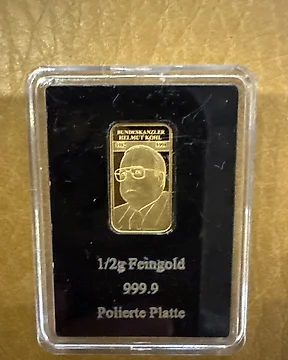 BUNDESKANZLER
HELMUT KOHL
1/2g Feingold
999.9
Polierte Platte